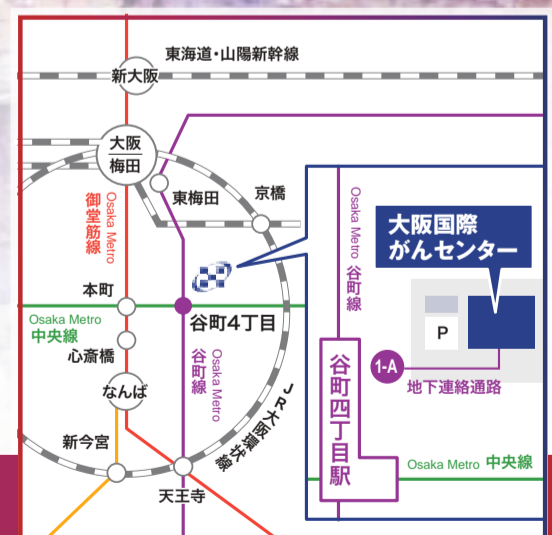 東海道・山陽新幹線
新大阪
大阪
梅田
東梅田
京橋
Osaka Metro
御堂筋線
本町
Osaka Metro
中央線
谷町4丁目
心斎橋
Osaka Metro
谷町線
なんば
JR大阪環状線
新今宮
天王寺
Osaka Metro 谷町線
大阪国際
がんセンター
P
1-A
地下連絡通路
谷町四丁目駅
Osaka Metro 中央線